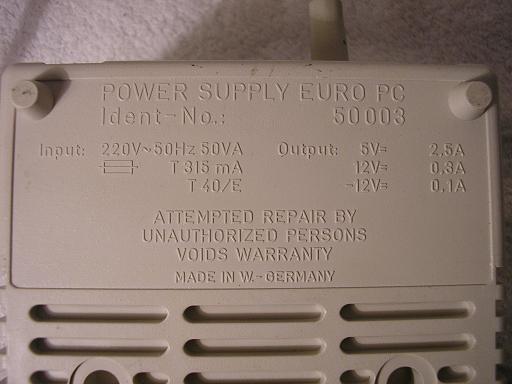 POWER SUPPLY EURO PC
Ident-No.: 50003
Input: 220V~50Hz 50VA Output: 5V= 2.5A
T 315 mA 12V= 0.3A
T 40/E -12V= 0.1A
ATTEMPTED REPAIR BY
UNAUTHORIZED PERSONS
VOIDS WARRANTY
MADE IN W.-GERMANY